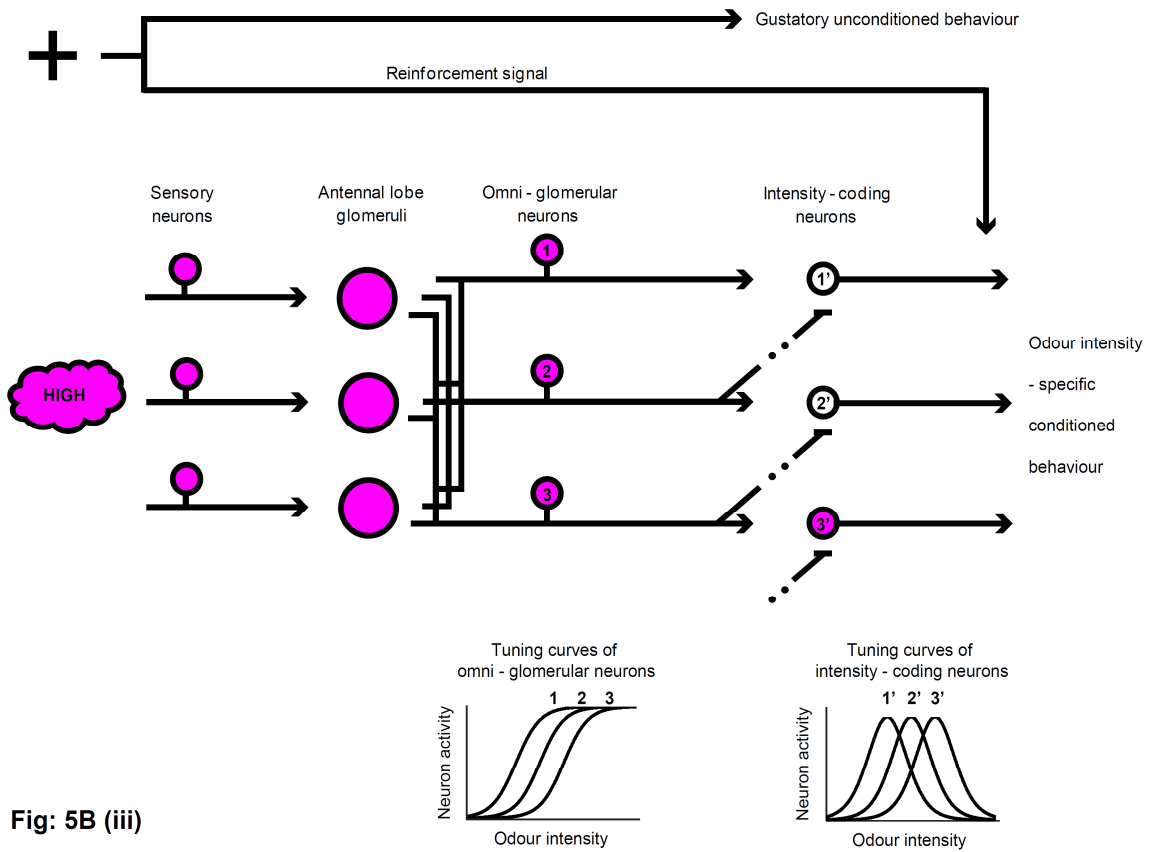 Gustatory unconditioned behaviour
Reinforcement signal
Sensory
neurons
Antennal lobe
glomeruli
Omni - glomerular
neurons
Intensity - coding
neurons
1
1’
HIGH
2
2’
3
3’
Odour intensity
- specific
conditioned
behaviour
Tuning curves of
omni - glomerular neurons
1 2 3
Neuron activity
Odour intensity
Tuning curves of
intensity - coding neurons
1’ 2’ 3’
Neuron activity
Odour intensity
Fig: 5B (iii)